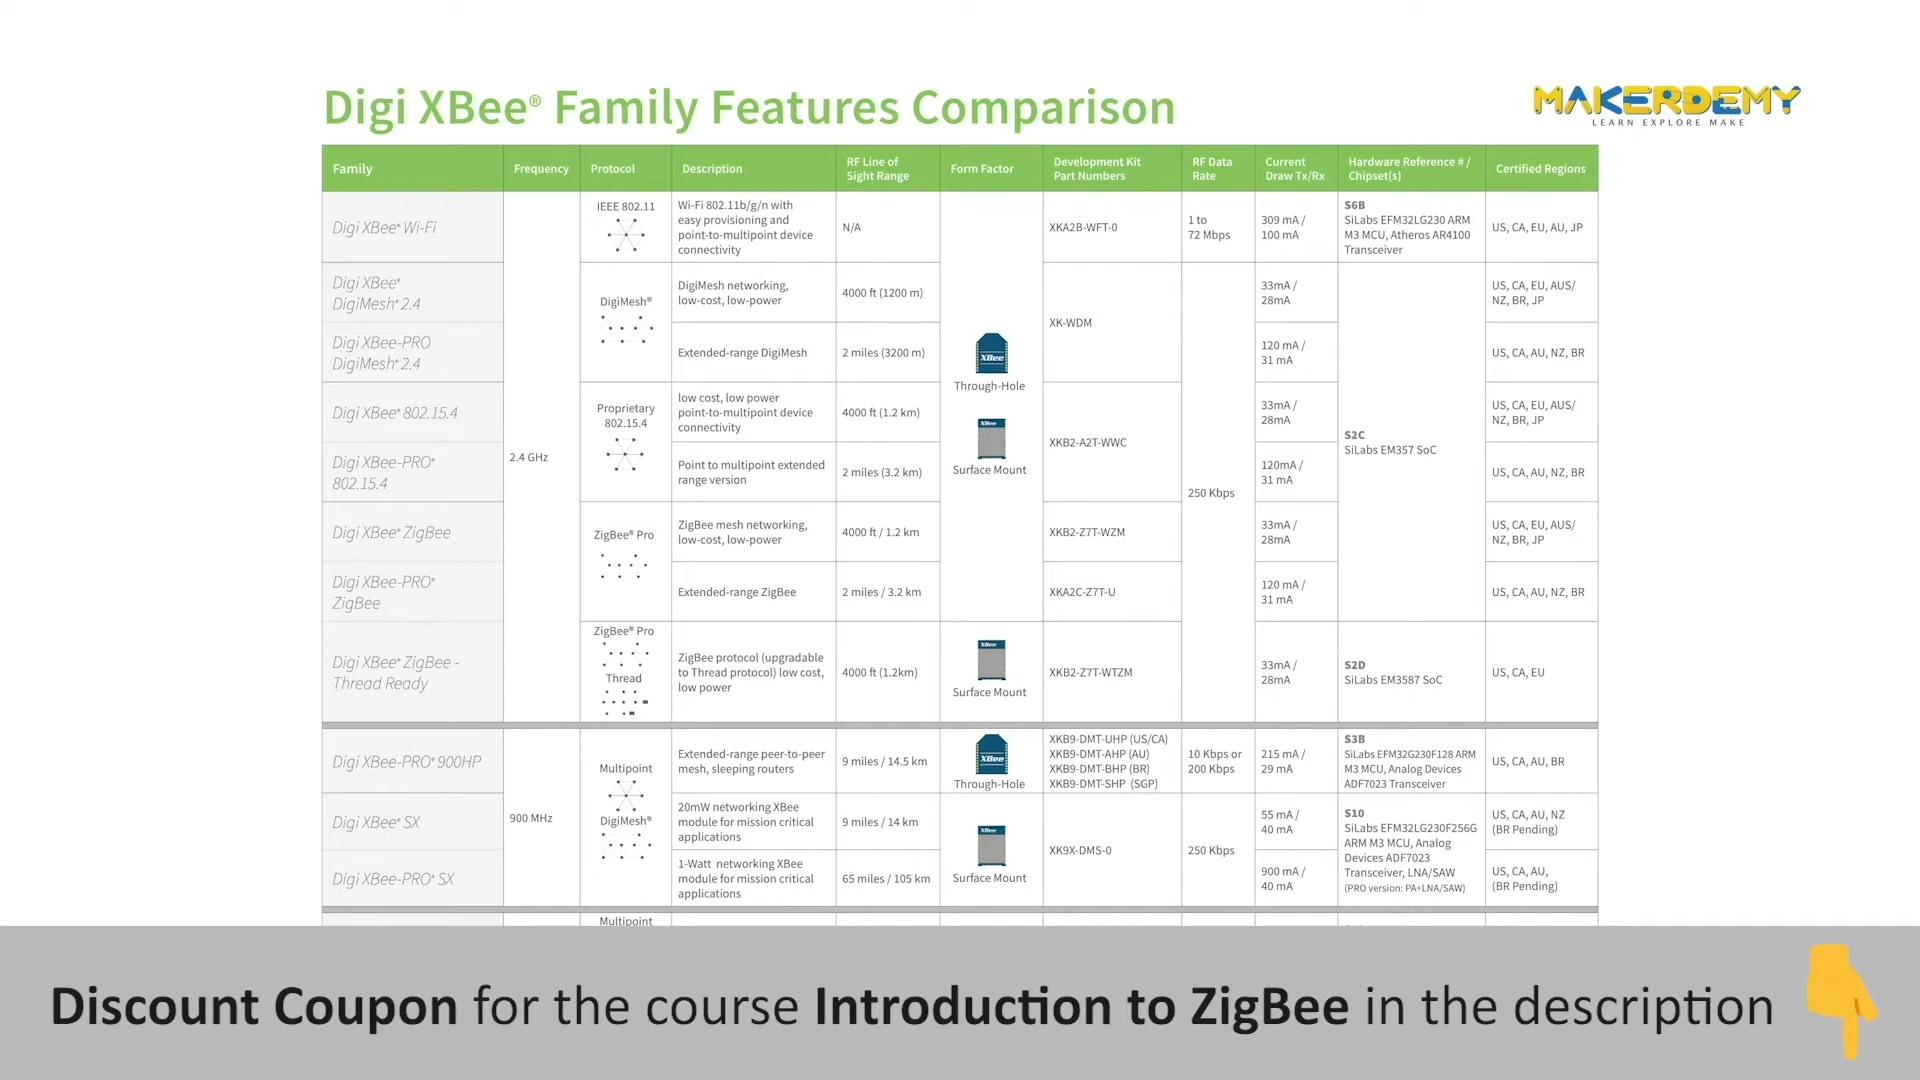 Digi XBee® Family Features Comparison
MAKERDEMY
LEARN EXPLORE MAKE
Family
Frequency
Protocol
Description
RF Line of
Sight Range
Form Factor
Development Kit
Part Numbers
RF Data
Rate
Current
Draw Tx/Rx
Hardware Reference # /
Chipset(s)
Certified Regions
Digi XBee® Wi-Fi
2.4 GHz
IEEE 802.11
Wi-Fi 802.11b/g/n with
easy provisioning and
point-to-multipoint device
connectivity
N/A
XBee
Through-Hole
XBee
Surface Mount
XKA2B-WFT-0
1 to
72 Mbps
309 mA /
100 mA
S6B
SiLabs EFM32LG230 ARM
M3 MCU, Atheros AR4100
Transceiver
US, CA, EU, AU, JP
Digi XBee®
DigiMesh® 2.4
DigiMesh®
DigiMesh networking,
low-cost, low-power
4000 ft (1200 m)
XK-WDM
250 Kbps
33mA /
28mA
S2C
SiLabs EM357 SoC
US, CA, EU, AUS/
NZ, BR, JP
Digi XBee-PRO
DigiMesh® 2.4
Extended-range DigiMesh
2 miles (3200 m)
120 mA /
31 mA
US, CA, AU, NZ, BR
Digi XBee® 802.15.4
Proprietary
802.15.4
low cost, low power
point-to-multipoint device
connectivity
4000 ft (1.2 km)
XKB2-A2T-WWC
33mA /
28mA
US, CA, EU, AUS/
NZ, BR, JP
Digi XBee-PRO®
802.15.4
Point to multipoint extended
range version
2 miles (3.2 km)
120mA /
31 mA
US, CA, AU, NZ, BR
Digi XBee® ZigBee
ZigBee® Pro
ZigBee mesh networking,
low-cost, low-power
4000 ft / 1.2 km
XKB2-Z7T-WZM
33mA /
28mA
US, CA, EU, AUS/
NZ, BR, JP
Digi XBee-PRO®
ZigBee
Extended-range ZigBee
2 miles / 3.2 km
XKA2C-Z7T-U
120 mA /
31 mA
US, CA, AU, NZ, BR
Digi XBee® ZigBee -
Thread Ready
ZigBee® Pro
Thread
ZigBee protocol (upgradable
to Thread protocol) low cost,
low power
4000 ft (1.2km)
XBee
Surface Mount
XKB2-Z7T-WTZM
33mA /
28mA
S2D
SiLabs EM3587 SoC
US, CA, EU
Digi XBee-PRO® 900HP
900 MHz
Multipoint
DigiMesh®
Extended-range peer-to-peer
mesh, sleeping routers
9 miles / 14.5 km
XBee
Through-Hole
XKB9-DMT-UHP (US/CA)
XKB9-DMT-AHP (AU)
XKB9-DMT-BHP (BR)
XKB9-DMT-SHP (SGP)
10 Kbps or
200 Kbps
215 mA /
29 mA
S3B
SiLabs EFM32G230F128 ARM
M3 MCU, Analog Devices
ADF7023 Transceiver
US, CA, AU, BR
Digi XBee® SX
20mW networking XBee
module for mission critical
applications
9 miles / 14 km
XBee
Surface Mount
XK9X-DMS-0
250 Kbps
55 mA /
40 mA
S10
SiLabs EFM32LG230F256G
ARM M3 MCU, Analog
Devices ADF7023
Transceiver, LNA/SAW
(PRO version: PA+LNA/SAW)
US, CA, AU, NZ
(BR Pending)
Digi XBee-PRO® SX
1-Watt networking XBee
module for mission critical
applications
65 miles / 105 km
900 mA /
40 mA
US, CA, AU,
(BR Pending)
Multipoint
Discount Coupon for the course Introduction to ZigBee in the description